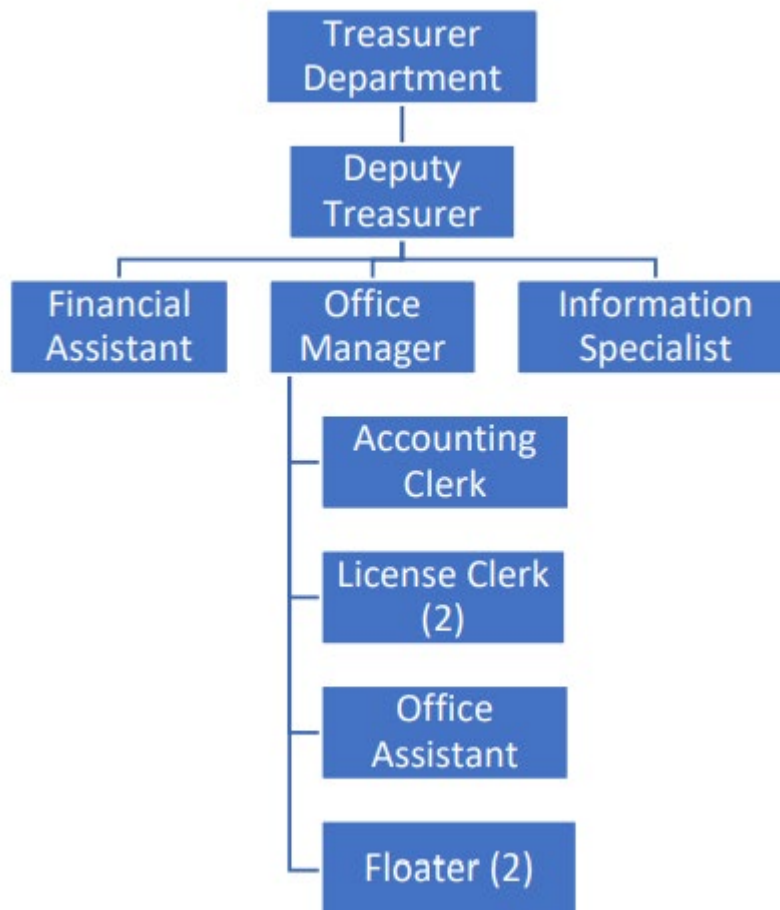 Treasurer
Department
Deputy
Treasurer
Financial
Assistant
Office
Manager
Information
Specialist
Accounting
Clerk
License Clerk
(2)
Office
Assistant
Floater (2)